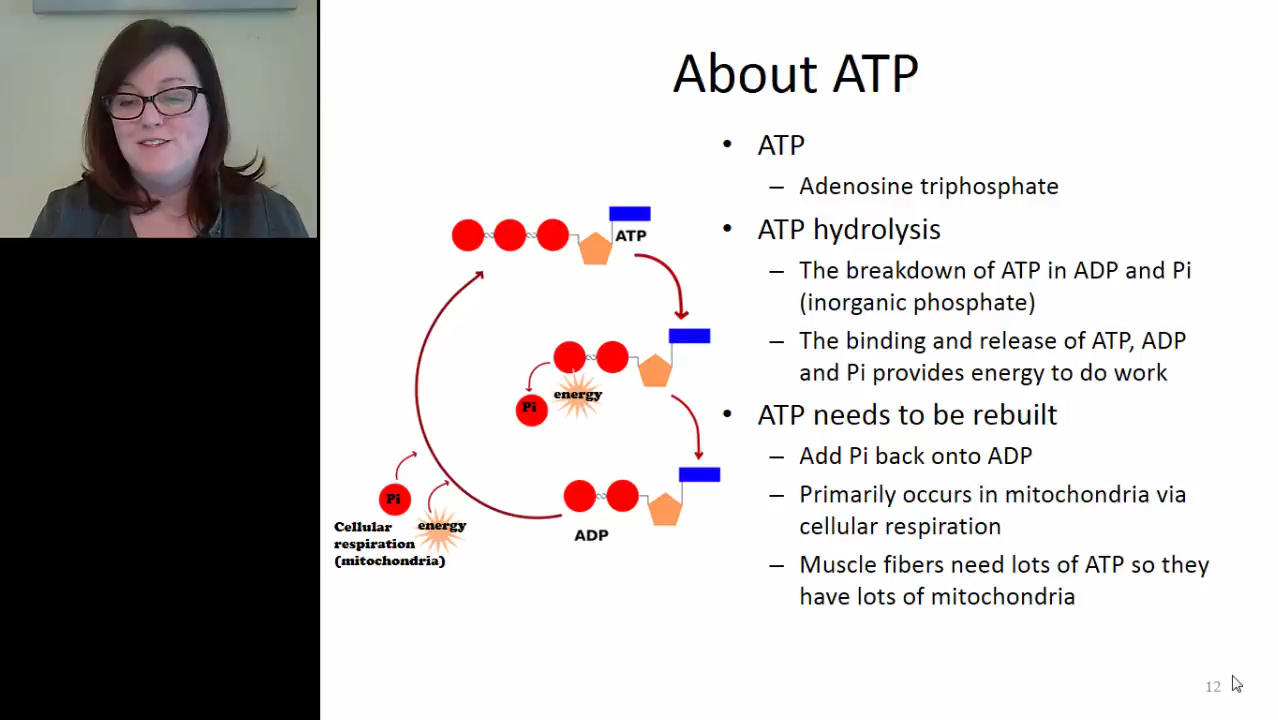 About ATP
• ATP
– Adenosine triphosphate
• ATP hydrolysis
– The breakdown of ATP in ADP and Pi
(inorganic phosphate)
– The binding and release of ATP, ADP
and Pi provides energy to do work
• ATP needs to be rebuilt
– Add Pi back onto ADP
– Primarily occurs in mitochondria via
cellular respiration
– Muscle fibers need lots of ATP so they
have lots of mitochondria
ATP
energy
Pi
ADP
Pi
energy
Cellular
respiration
(mitochondria)
12